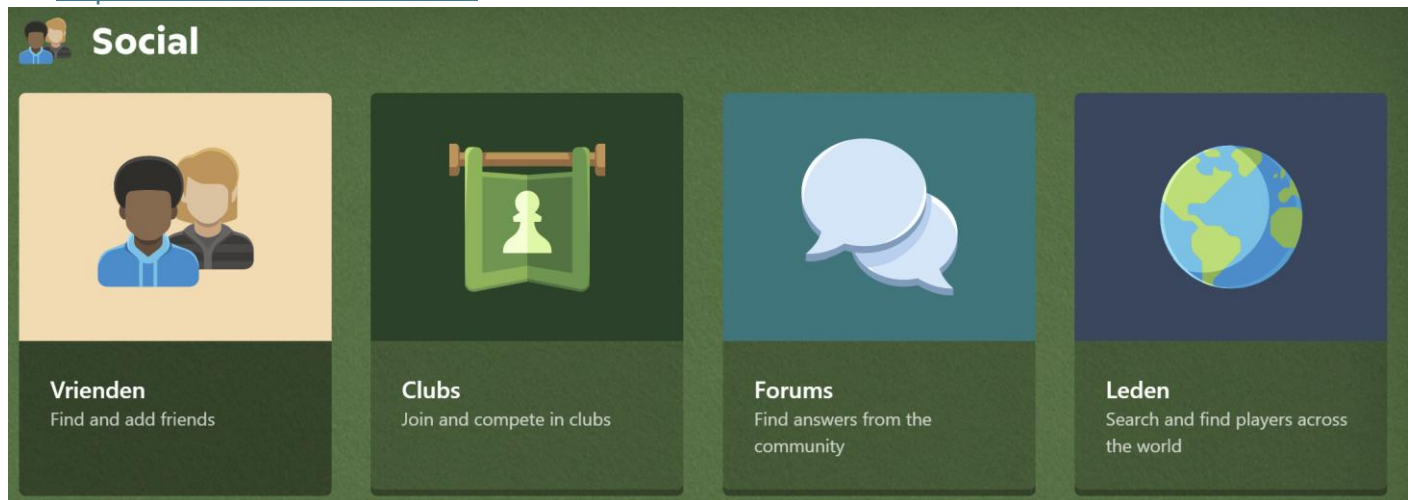 Social
Vrienden
Find and add friends
Clubs
Join and compete in clubs
Forums
Find answers from the
community
Leden
Search and find players across
the world